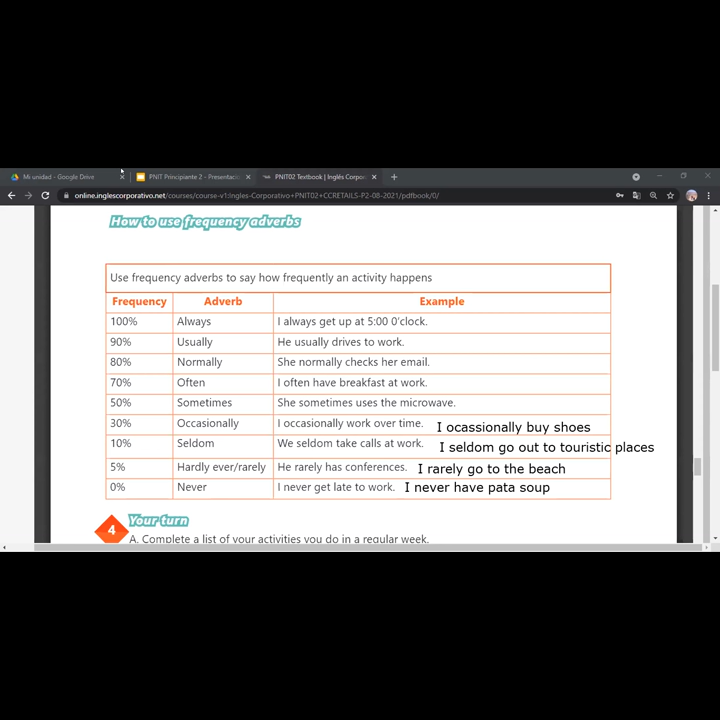 Mi unidad - Google Drive
PNIT Principiante 2 - Presentació
PNIT02 Textbook | Inglés Corpor
online.inglescorporativo.net/courses/course-v1:Ingles-Corporativo+PNIT02+CCRETAILS-P2-08-2021/pdfbook/0/
How to use frequency adverbs
Use frequency adverbs to say how frequently an activity happens
Frequency Adverb Example
100% Always I always get up at 5:00 0'clock.
90% Usually He usually drives to work.
80% Normally She normally checks her email.
70% Often I often have breakfast at work.
50% Sometimes She sometimes uses the microwave.
30% Occasionally I occasionally work over time. I ocassionally buy shoes
10% Seldom We seldom take calls at work. I seldom go out to touristic places
5% Hardly ever/rarely He rarely has conferences. I rarely go to the beach
0% Never I never get late to work. I never have pata soup
4 Your turn
A. Complete a list of your activities you do in a regular week.